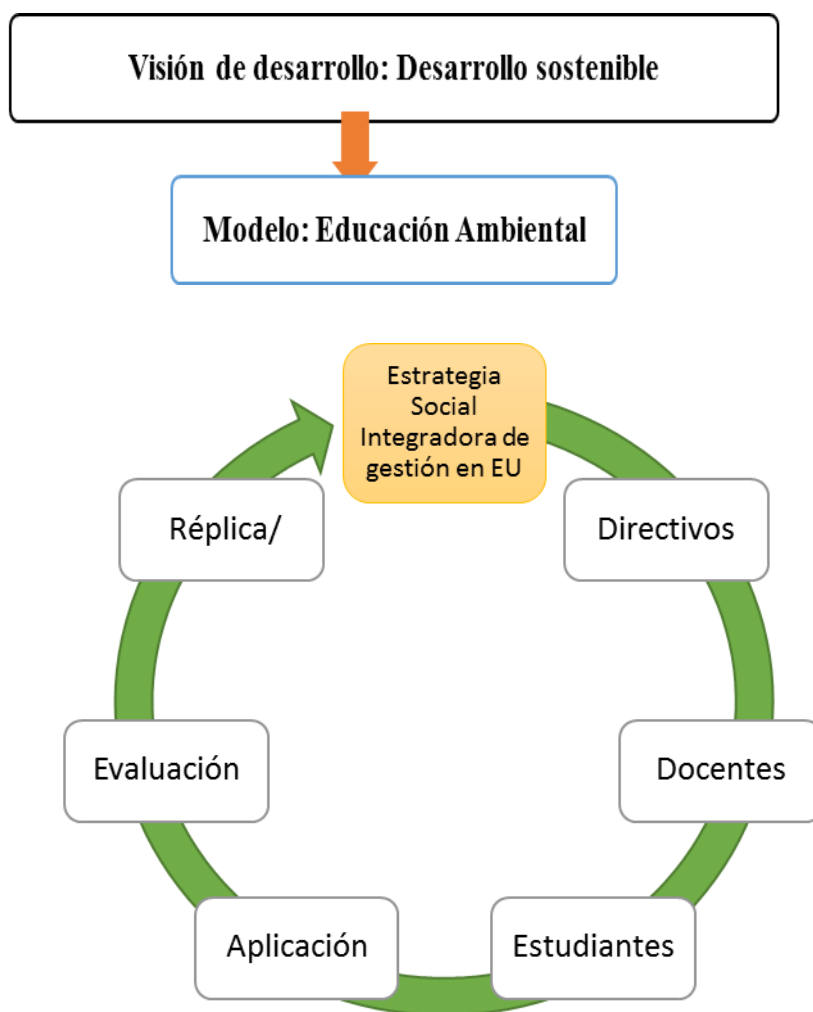 Visión de desarrollo: Desarrollo sostenible
Modelo: Educación Ambiental
Estrategia
Social
Integradora de
gestión en EU
Directivos
Docentes
Estudiantes
Aplicación
Evaluación
Réplica/